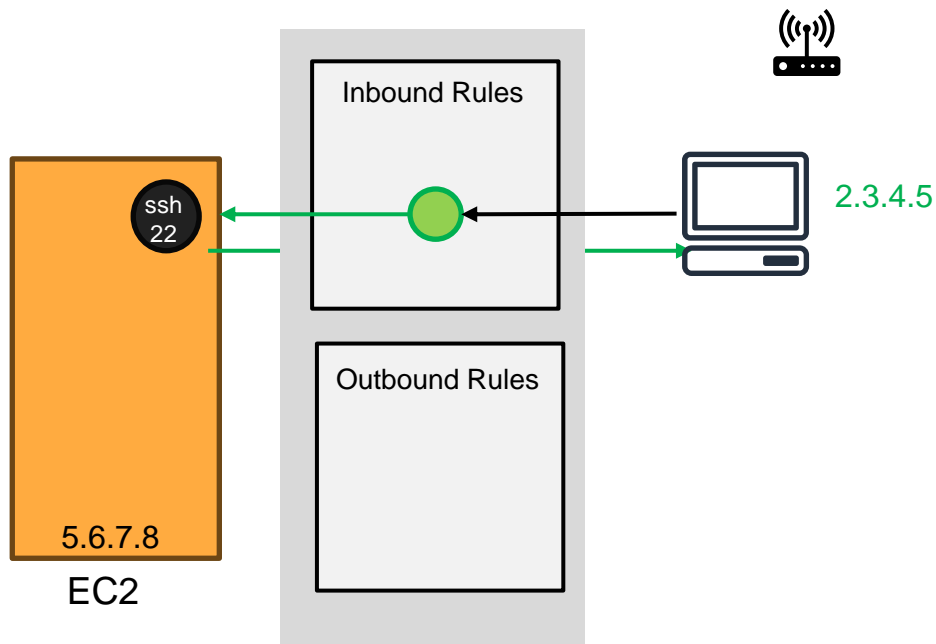 Inbound Rules
ssh
22
2.3.4.5
Outbound Rules
5.6.7.8
EC2